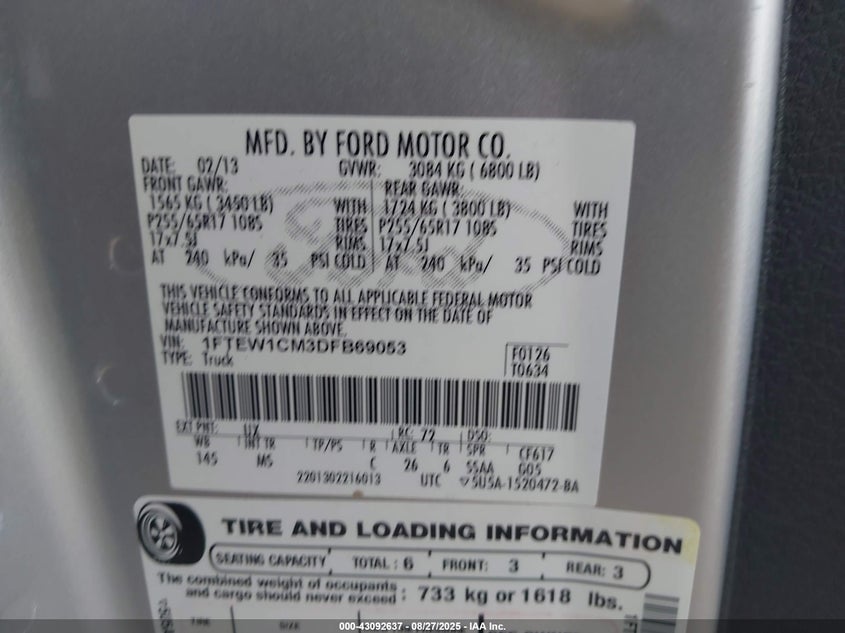 MFD. BY FORD MOTOR CO.
DATE: 02/13 GVWR: 3084 KG ( 6800 LB)
FRONT GAWR: REAR GAWR:
1565 KG ( 3450 LB) WITH 1724 KG ( 3800 LB) WITH
P255/65R17 108S TIRES P255/65R17 108S TIRES
17x7.5J RIMS 17x7.5J RIMS
AT 240 kPa/ 35 PSI COLD AT 240 kPa/ 35 PSI COLD
THIS VEHICLE CONFORMS TO ALL APPLICABLE FEDERAL MOTOR
VEHICLE SAFETY STANDARDS IN EFFECT ON THE DATE OF
MANUFACTURE SHOWN ABOVE.
VIN: 1FTEW1CM3DFB69053 F0126
TYPE: Truck T0634
EXT PNT: UX RC: 72 DSO:
WB INT TR TP/PS R AXLE TR SPR CF617
145 MS C 26 6 SSAA G05
2201302216013 UTC 5U5A-1520472-BA
TIRE AND LOADING INFORMATION
SEATING CAPACITY TOTAL : 6 FRONT: 3 REAR: 3
The combined weight of occupants
and cargo should never exceed : 733 kg or 1618 lbs.
TIRE SIZE
000-43092637 - 08/27/2025 - IAA Inc.